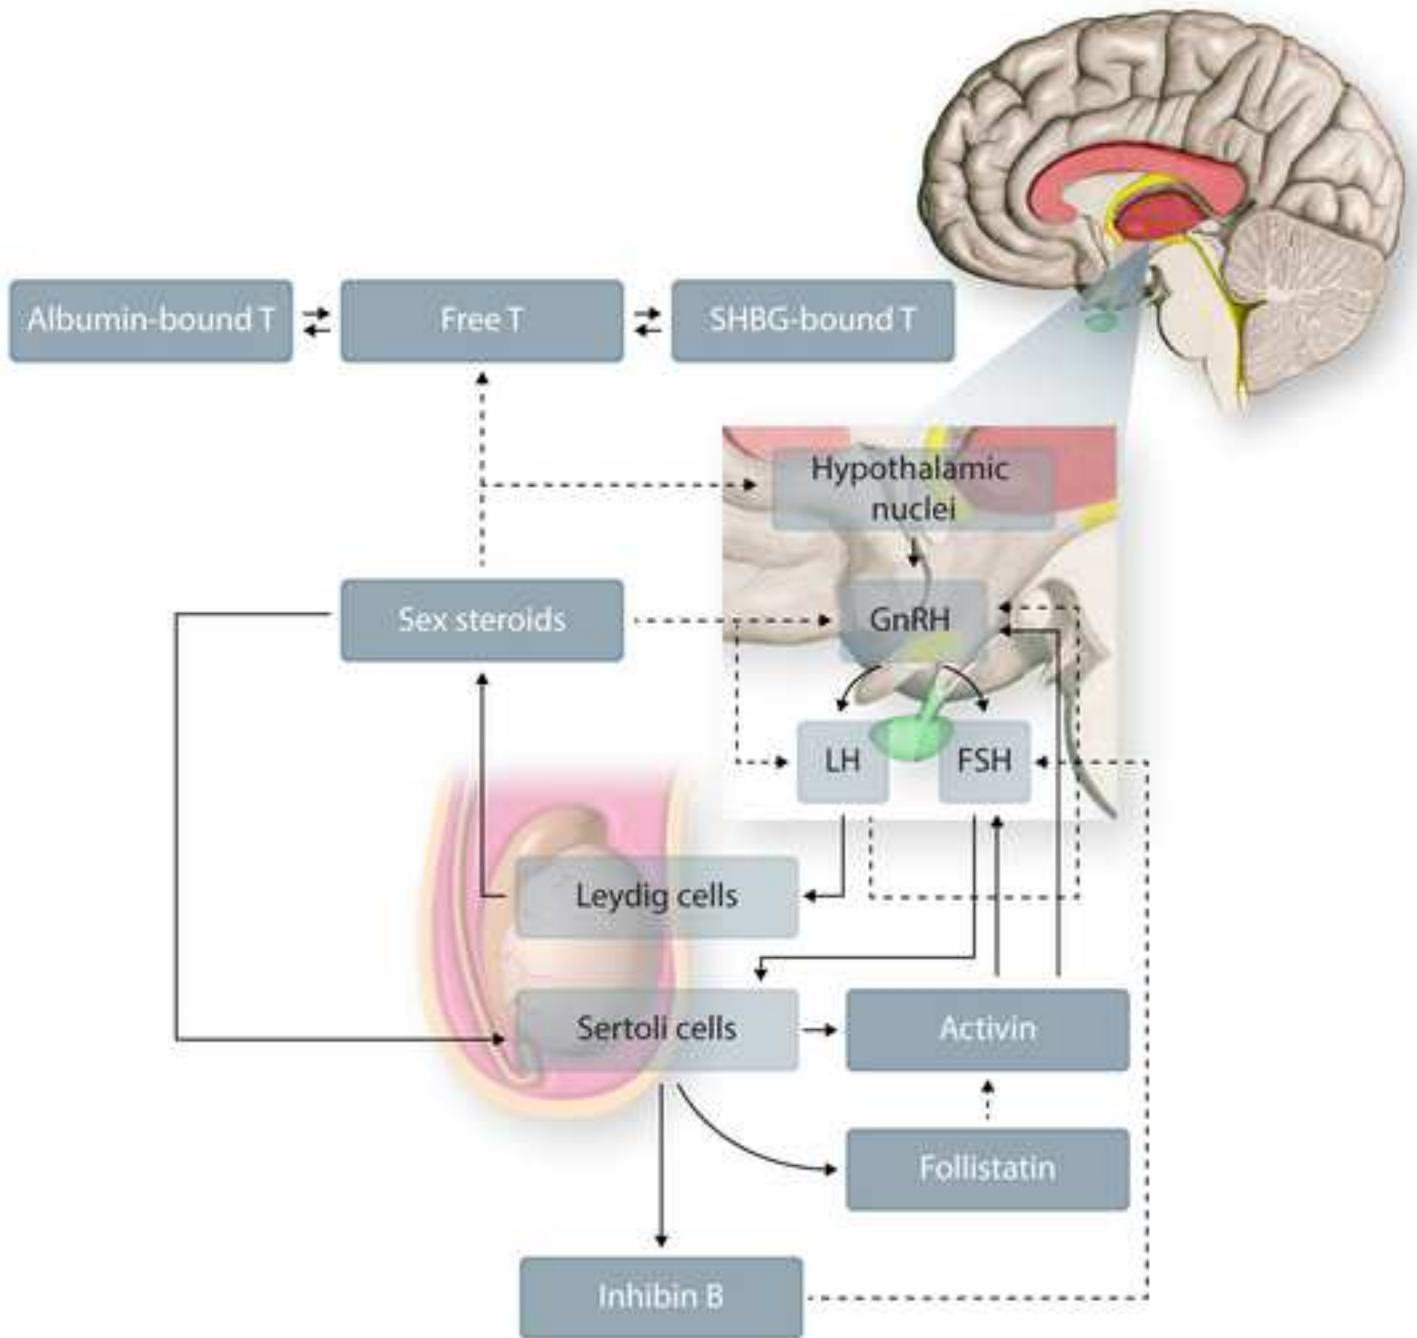 Albumin-bound T
Free T
SHBG-bound T
Hypothalamic
nuclei
Sex steroids
GnRH
LH
FSH
Leydig cells
Sertoli cells
Activin
Follistatin
Inhibin B